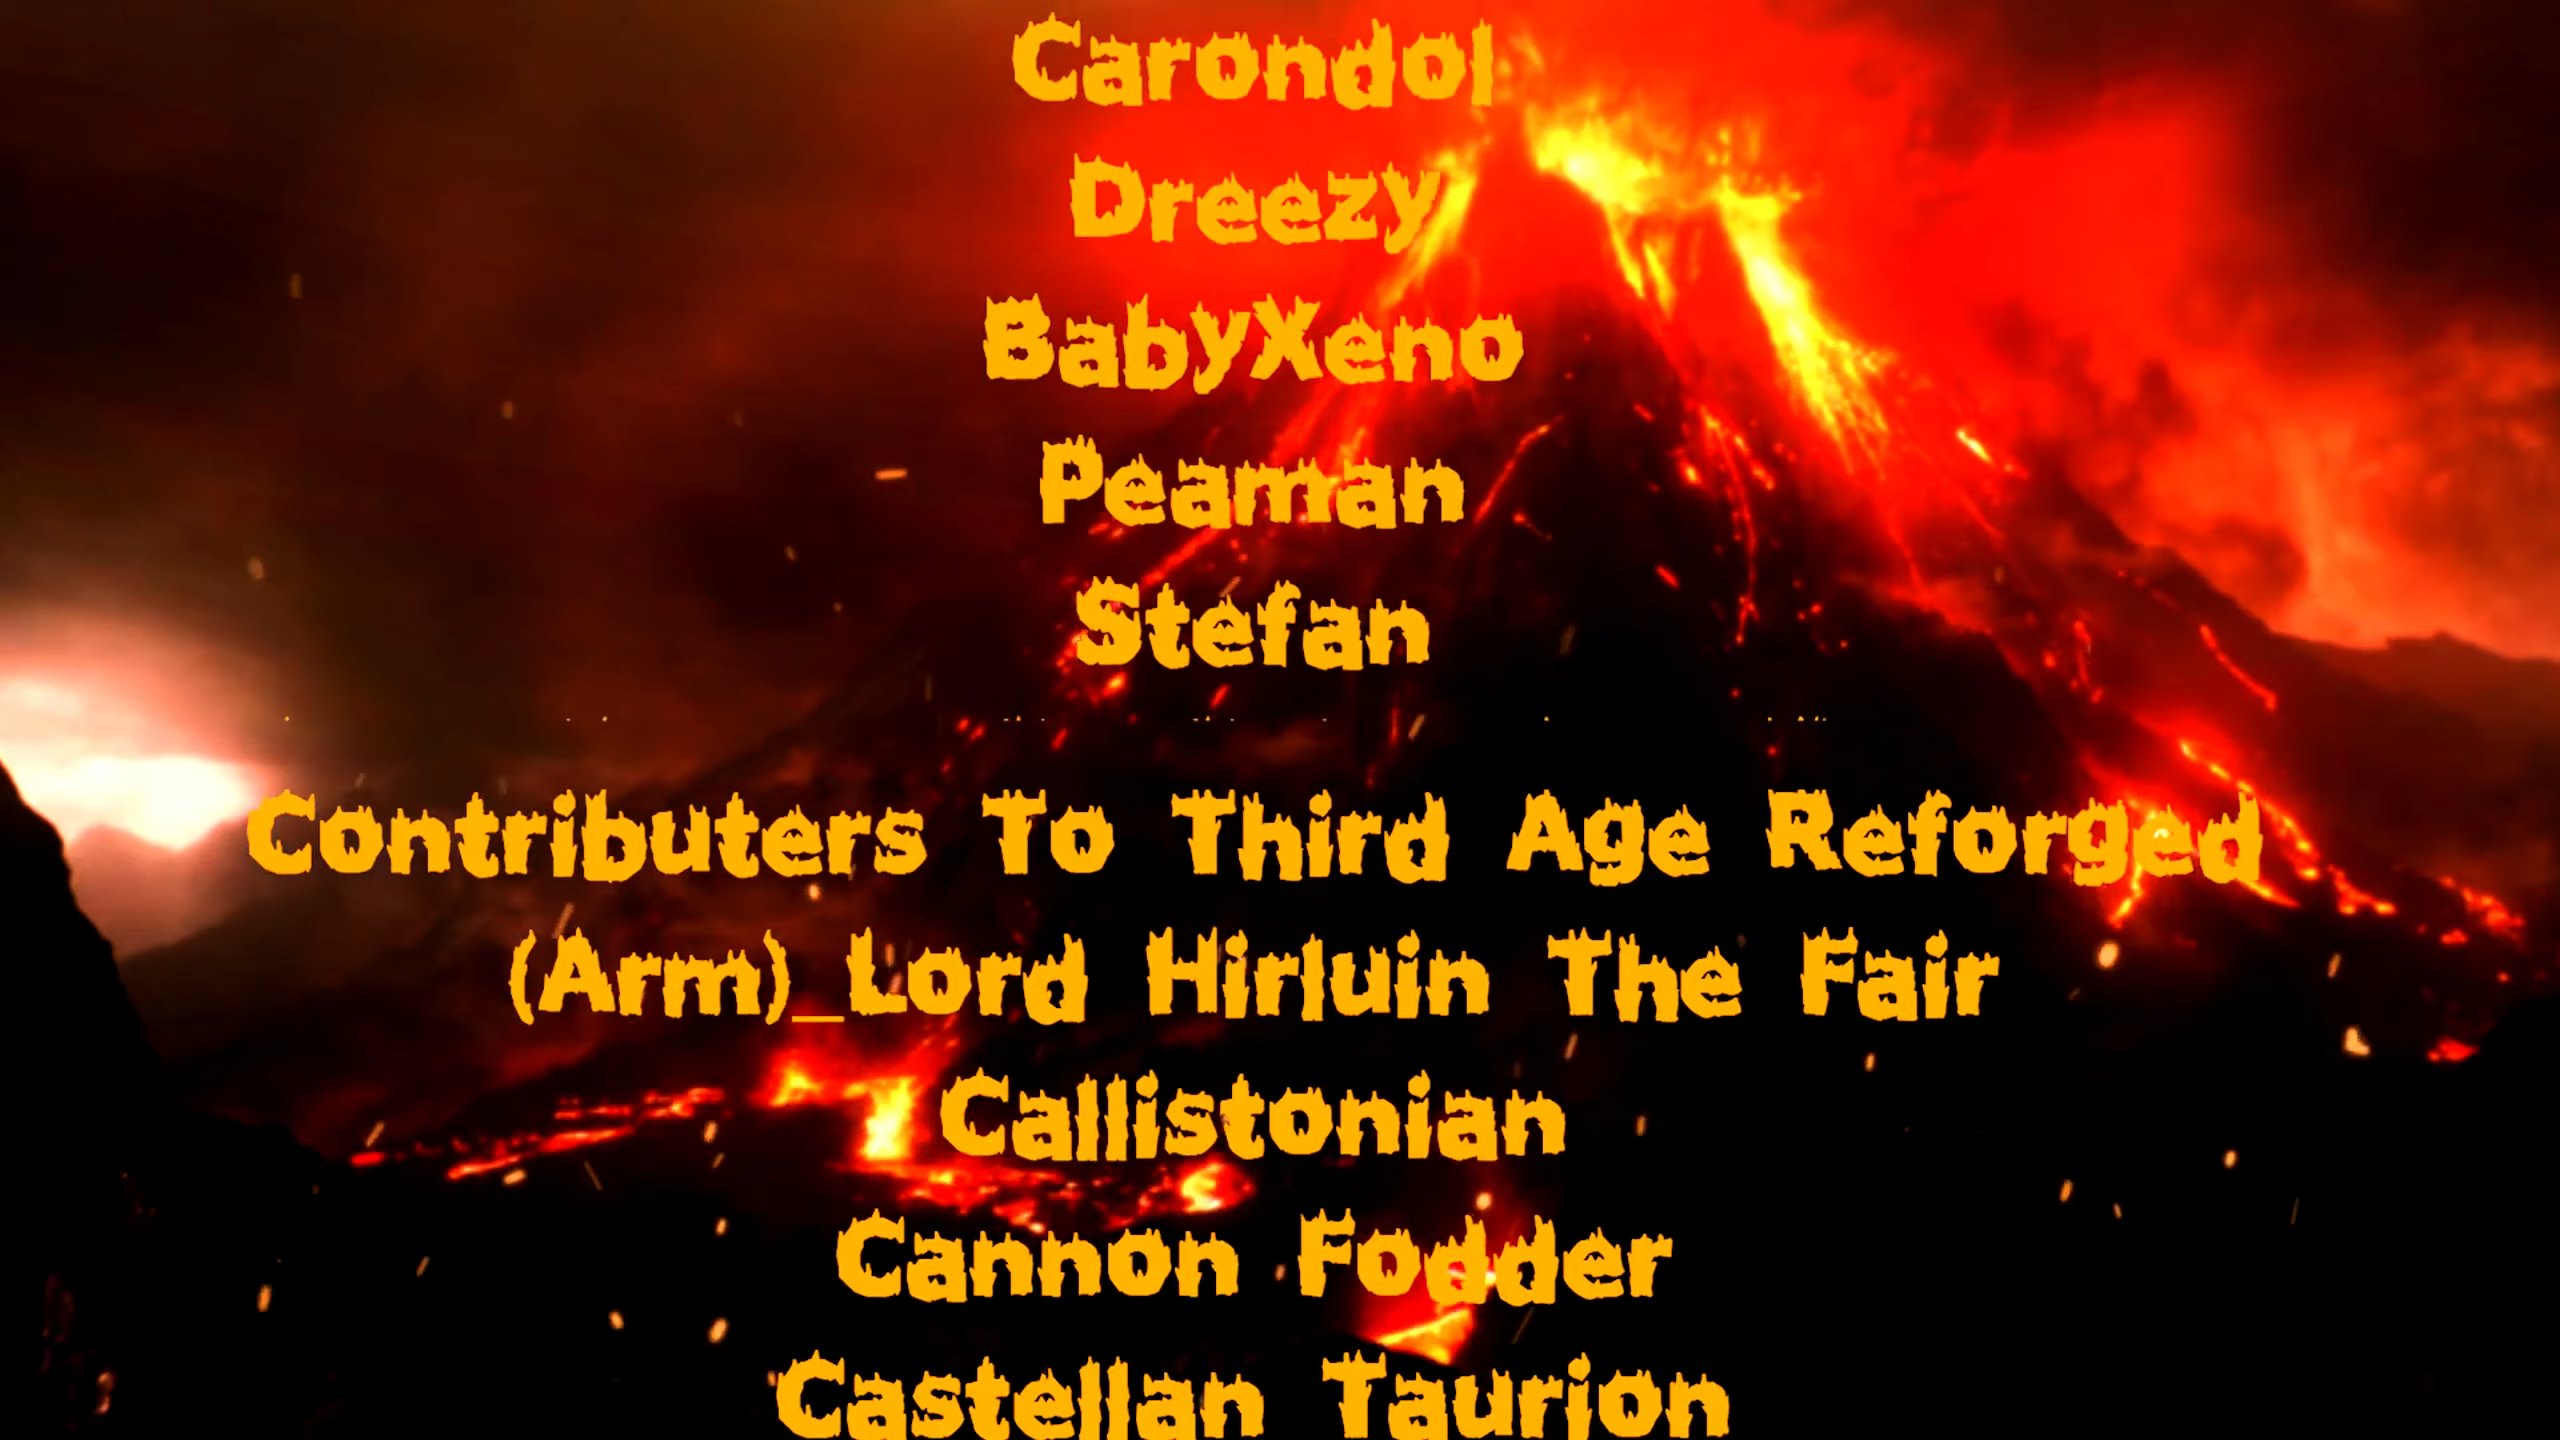 Carondol
Dreezy
BabyXeno
Peaman
Stefan
Contributers To Third Age Reforged
(Arm)_Lord Hirluin The Fair
Callistonian
Cannon Fodder
Castellan Taurion